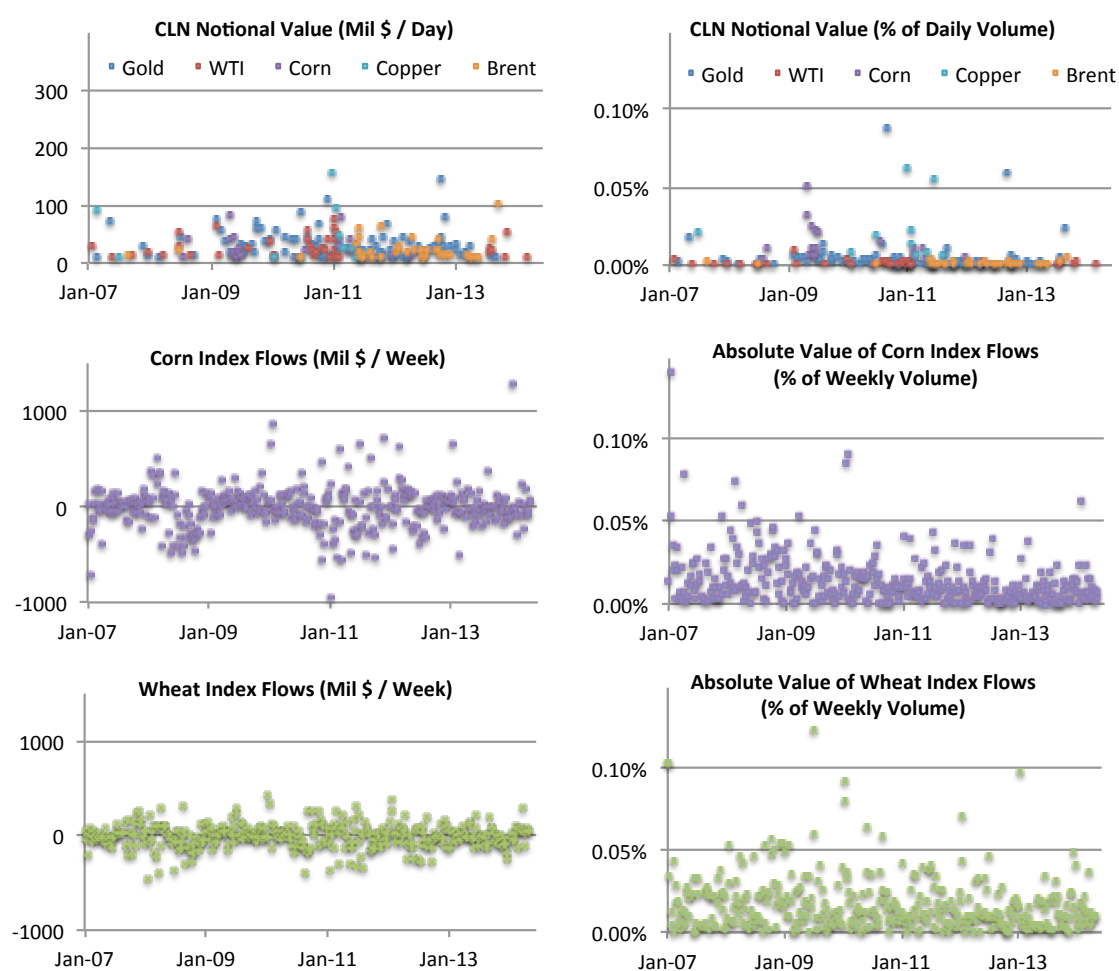 CLN Notional Value (Mil $ / Day)
Gold WTI Corn Copper Brent
300
200
100
0
Jan-07 Jan-09 Jan-11 Jan-13
CLN Notional Value (% of Daily Volume)
Gold WTI Corn Copper Brent
0.10%
0.05%
0.00%
Jan-07 Jan-09 Jan-11 Jan-13
Corn Index Flows (Mil $ / Week)
1000
0
-1000
Jan-07 Jan-09 Jan-11 Jan-13
Absolute Value of Corn Index Flows
(% of Weekly Volume)
0.10%
0.05%
0.00%
Jan-07 Jan-09 Jan-11 Jan-13
Wheat Index Flows (Mil $ / Week)
1000
0
-1000
Jan-07 Jan-09 Jan-11 Jan-13
Absolute Value of Wheat Index Flows
(% of Weekly Volume)
0.10%
0.05%
0.00%
Jan-07 Jan-09 Jan-11 Jan-13